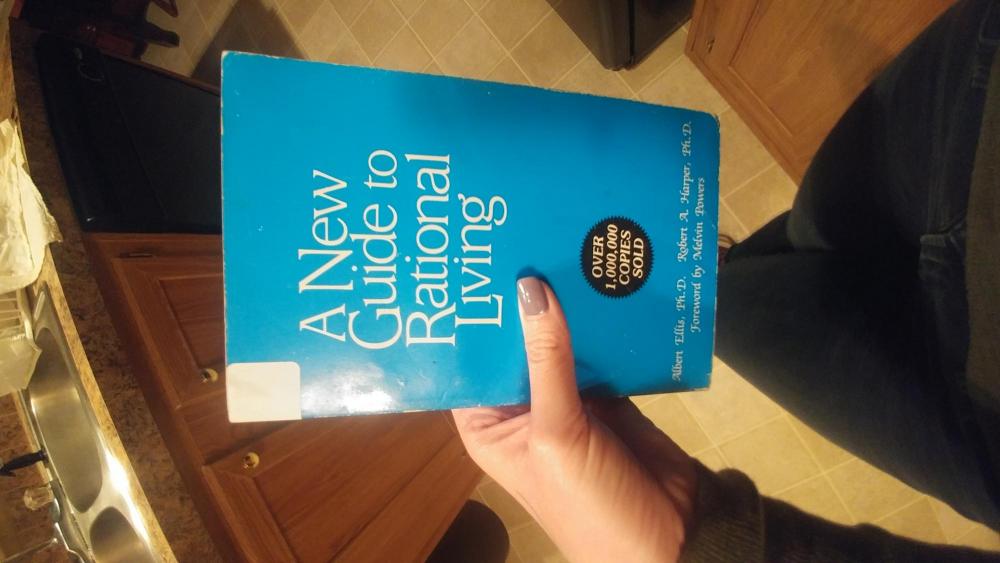 A New
Guide to
Rational
Living
OVER
1,000,000
COPIES
SOLD
Albert Ellis, Ph.D. Robert A. Harper, Ph.D.
Foreword by Melvin Powers